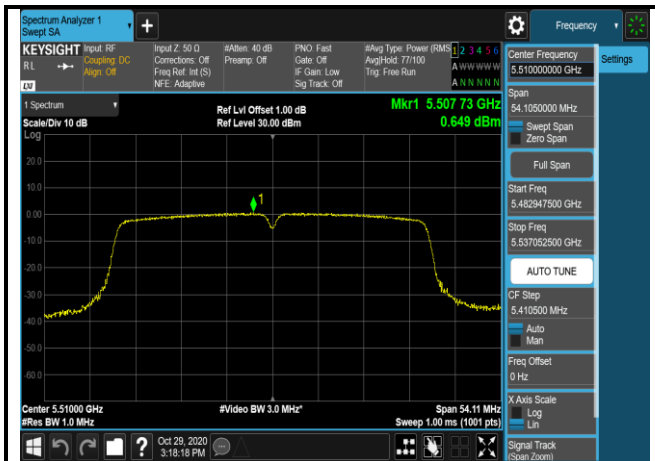 Spectrum Analyzer 1
Swept SA
Frequency
KEYSIGHT
RL
LXI
Input: RF
Coupling: DC
Align: Off
Input Z: 50 Ω
Corrections: Off
Freq Ref: Int (S)
NFE: Adaptive
#Atten: 40 dB
Preamp: Off
PNO: Fast
Gate: Off
IF Gain: Low
Sig Track: Off
#Avg Type: Power (RMS
Avg|Hold: 77/100
Trig: Free Run
1 2 3 4 5 6
A W W W W W
A N N N N N
1 Spectrum
Scale/Div 10 dB
Log
Ref Lvl Offset 1.00 dB
Ref Level 30.00 dBm
Mkr1 5.507 73 GHz
0.649 dBm
20.0
10.0
0.00
-10.0
-20.0
-30.0
-40.0
-50.0
-60.0
1
Center 5.51000 GHz
#Res BW 1.0 MHz
#Video BW 3.0 MHz*
Span 54.11 MHz
Sweep 1.00 ms (1001 pts)
Oct 29, 2020
3:18:18 PM
Center Frequency
5.510000000 GHz
Span
54.1050000 MHz
Swept Span
Zero Span
Full Span
Start Freq
5.482947500 GHz
Stop Freq
5.537052500 GHz
AUTO TUNE
CF Step
5.410500 MHz
Auto
Man
Freq Offset
0 Hz
X Axis Scale
Log
Lin
Signal Track
(Span Zoom)
Settings